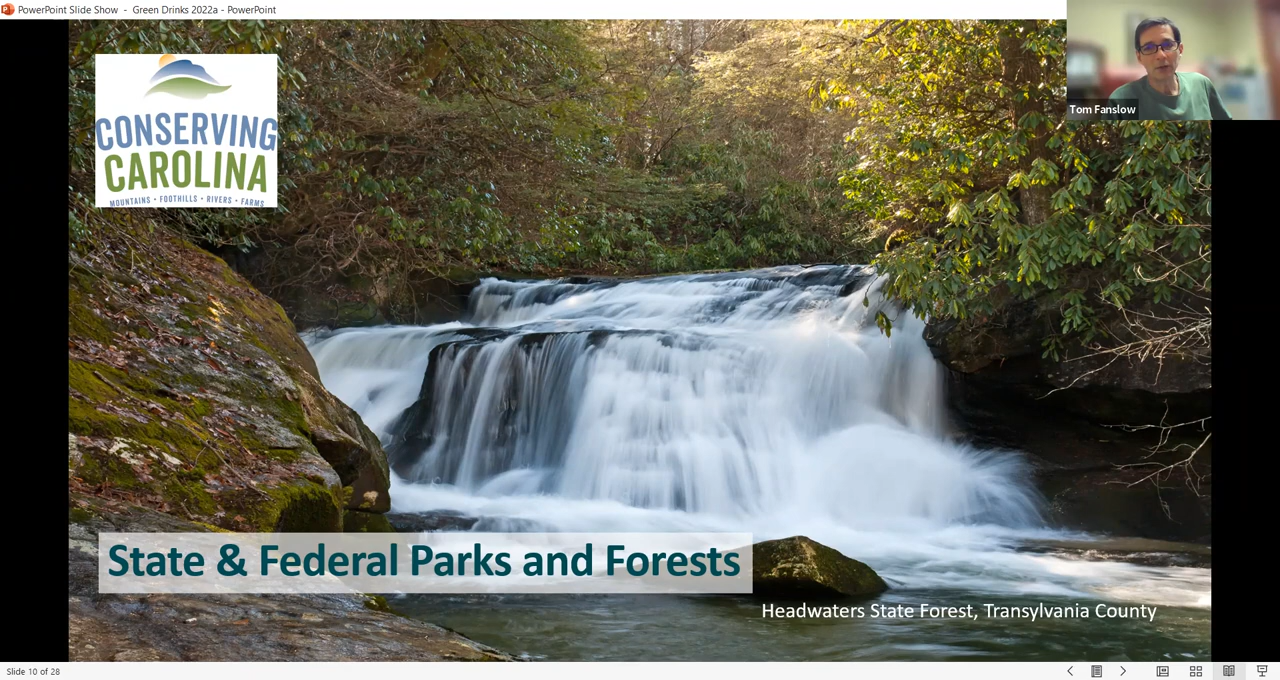 PowerPoint Slide Show - Green Drinks 2022a - PowerPoint
Tom Fanslow
CONSERVING
CAROLINA
MOUNTAINS • FOOTHILLS • RIVERS • FARMS
State & Federal Parks and Forests
Headwaters State Forest, Transylvania County
Slide 10 of 28